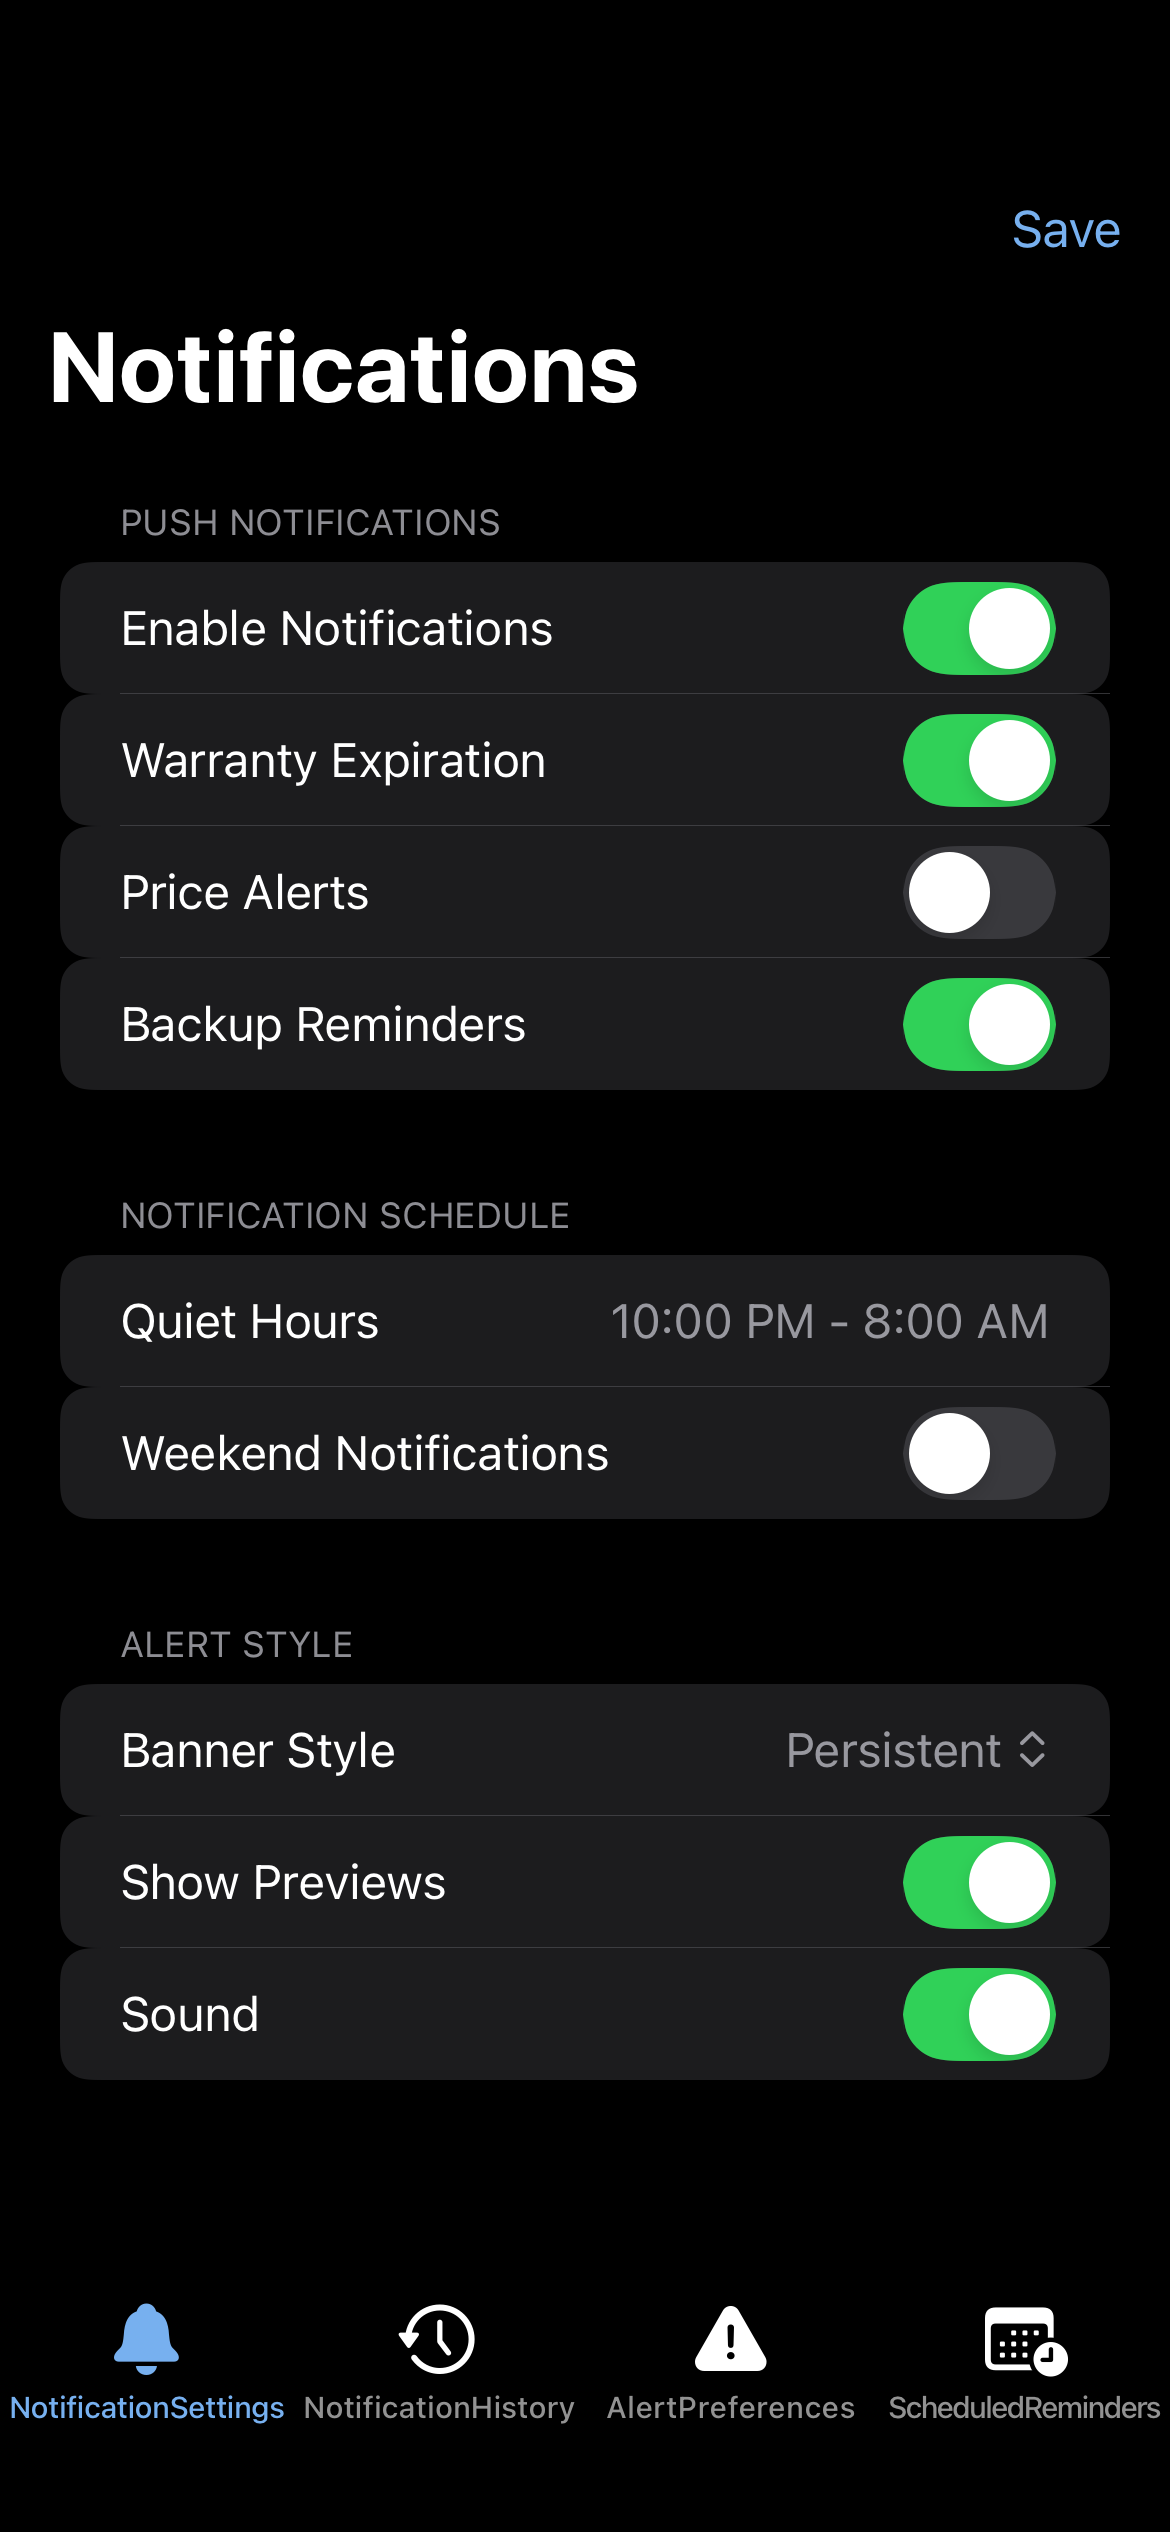 Save
Notifications
PUSH NOTIFICATIONS
Enable Notifications
Warranty Expiration
Price Alerts
Backup Reminders
NOTIFICATION SCHEDULE
Quiet Hours 10:00 PM - 8:00 AM
Weekend Notifications
ALERT STYLE
Banner Style Persistent
Show Previews
Sound
NotificationSettings NotificationHistory AlertPreferences ScheduledReminders